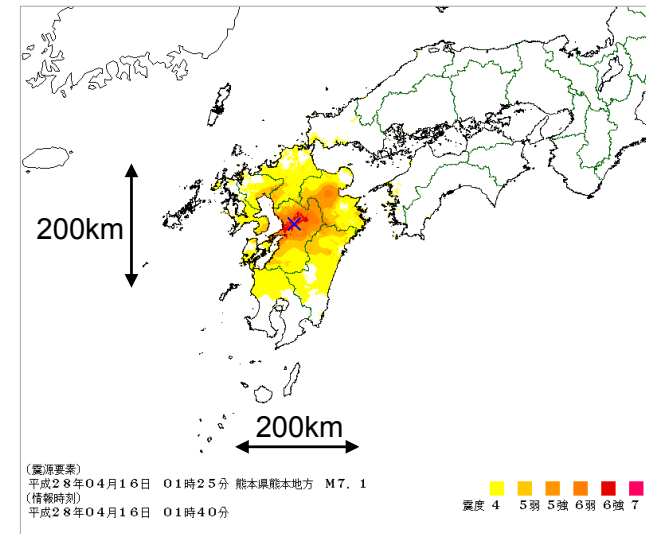 200km
200km
(震源要素)
平成28年04月16日 01時25分 熊本県熊本地方 M7.1
(情報時刻)
平成28年04月16日 01時40分
震度 4 5弱 5強 6弱 6強 7